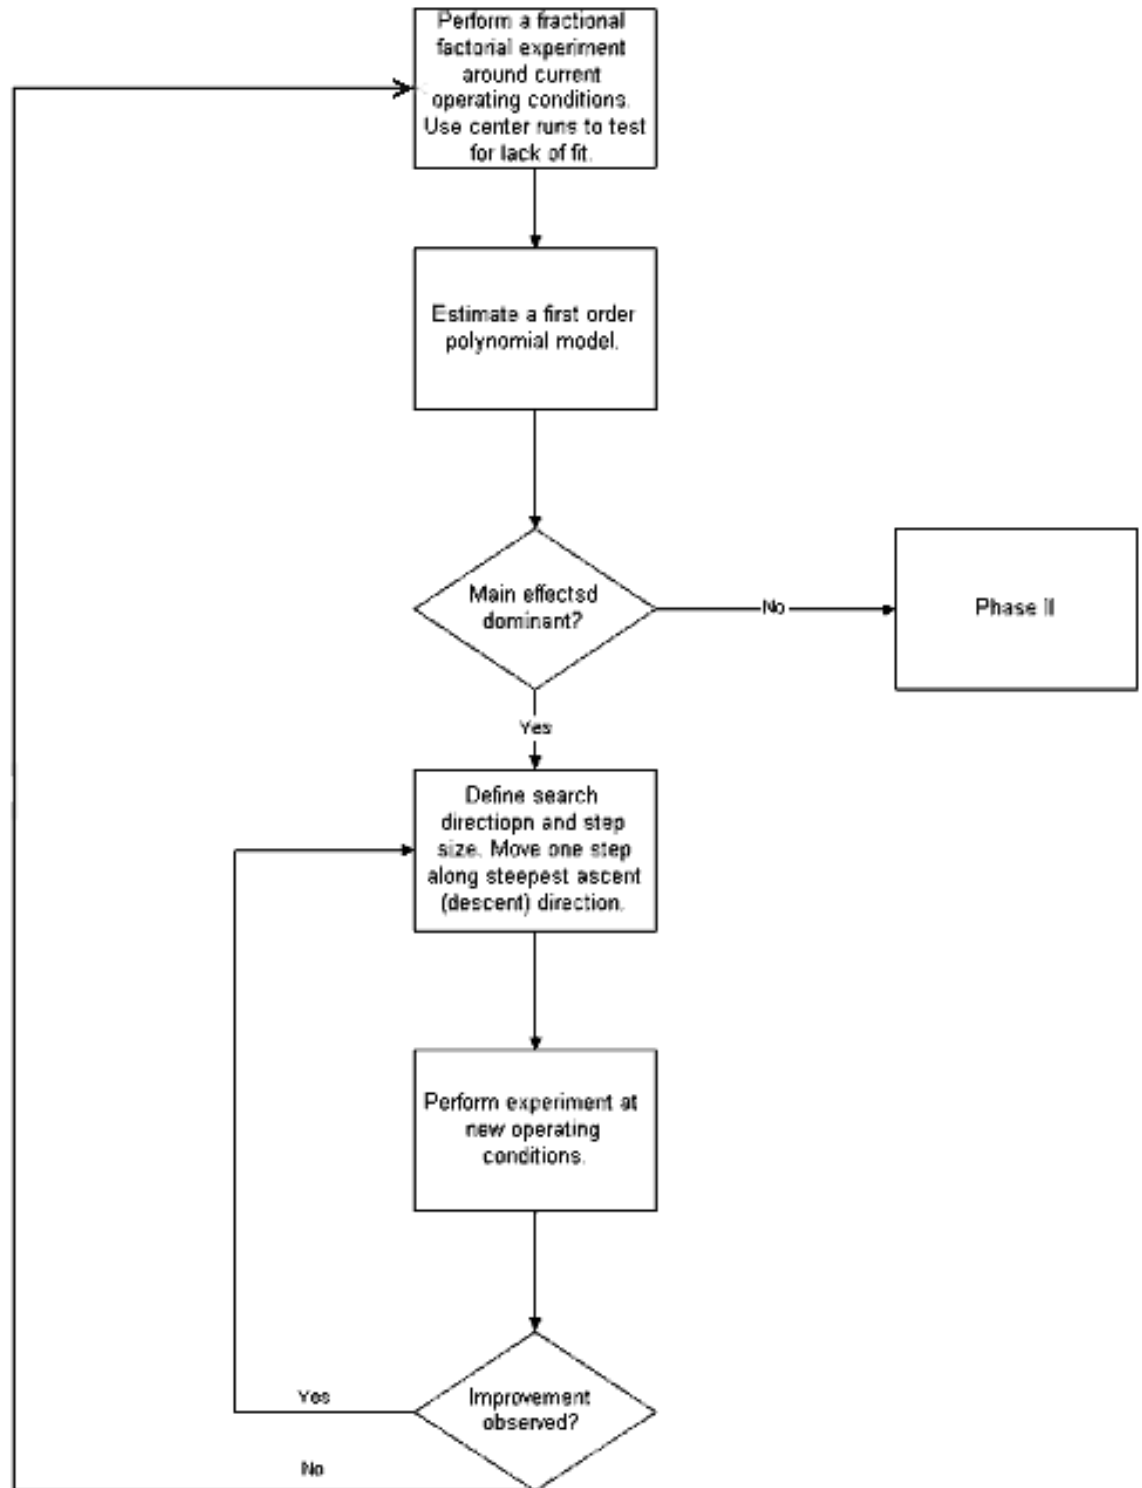 Perform a fractional
factorial experiment
around current
operating conditions.
Use center runs to test
for lack of fit.
Estimate a first order
polynomial model.
Main effectsd
dominant?
No
Phase II
Yes
Define search
directiopn and step
size. Move one step
along steepest ascent
(descent) direction.
Perform experiment at
new operating
conditions.
Improvement
observed?
Yes
No